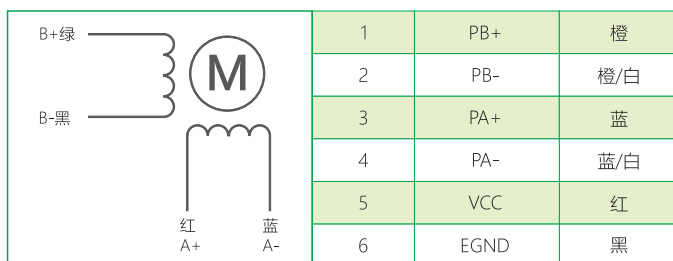 B+绿
M
B-黑
红 蓝
A+ A-
1 PB+ 橙
2 PB- 橙/白
3 PA+ 蓝
4 PA- 蓝/白
5 VCC 红
6 EGND 黑